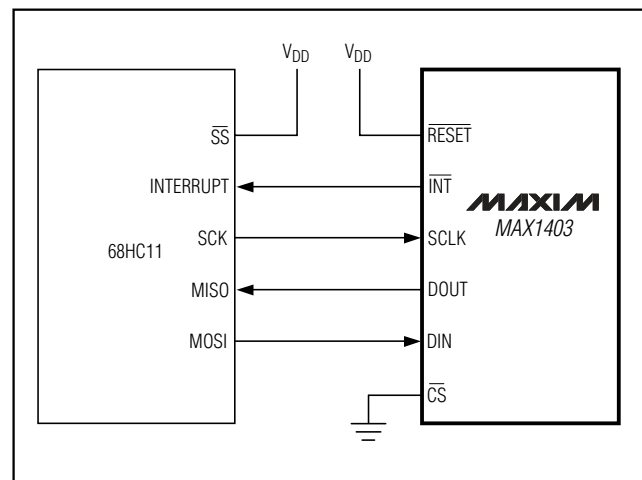 VDD VDD
SS RESET
INTERRUPT INT
MAXIM
MAX1403
SCK SCLK
68HC11
MISO DOUT
MOSI DIN
CS